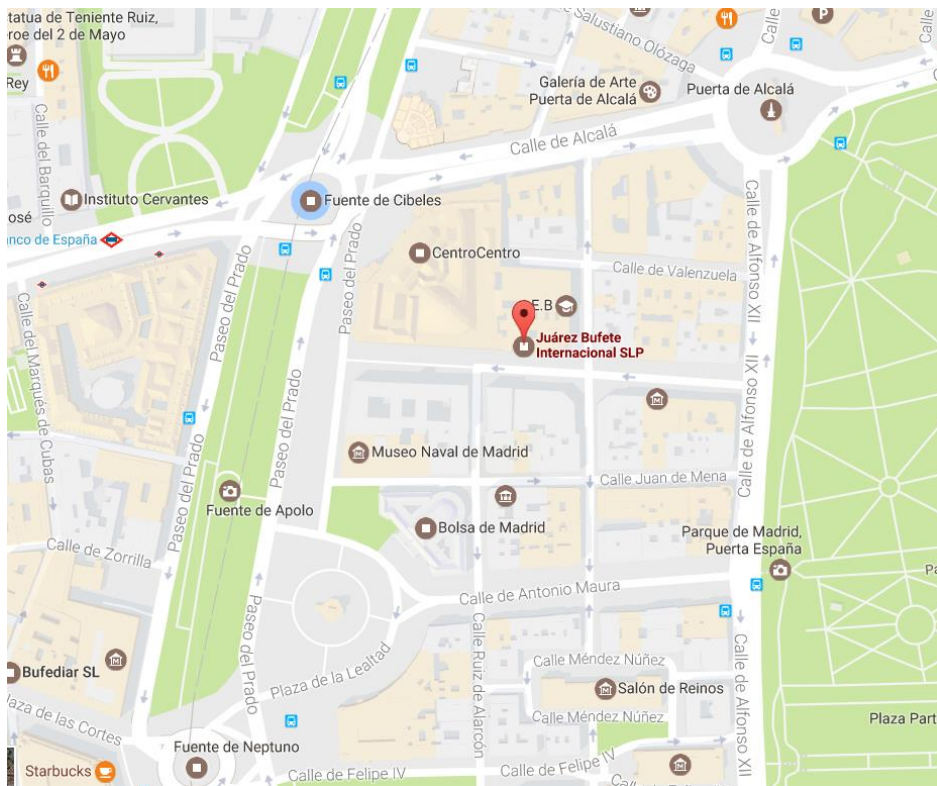 tatua de Teniente Ruiz,
roe del 2 de Mayo
Rey
Calle del Barquillo
Salustiano Olózaga
P
Calle
Galería de Arte
Puerta de Alcalá
Puerta de Alcalá
Calle de Alcalá
Instituto Cervantes
osé
Fuente de Cibeles
anco de España
CentroCentro
Calle de Valenzuela
Calle de Alfonso XII
Paseo del Prado
Paseo del Prado
E.B
Juárez Bufete
Internacional SLP
Calle del Marqués de Cubas
Calle de Alfonso XII
Paseo del Prado
Paseo del Prado
Museo Naval de Madrid
Calle Juan de Mena
Fuente de Apolo
Bolsa de Madrid
Parque de Madrid,
Puerta España
Calle de Zorrilla
Pa
Calle de Antonio Maura
Paseo del Prado
Plaza de la Lealtad
Calle Ruiz de Alarcón
Calle Méndez Núñez
Bufediar SL
Salón de Reinos
Calle de Alfonso XII
Calle Méndez Núñez
Plaza Part
laza de las Cortes
Fuente de Neptuno
Starbucks
Calle de Felipe IV
Calle de Felipe IV